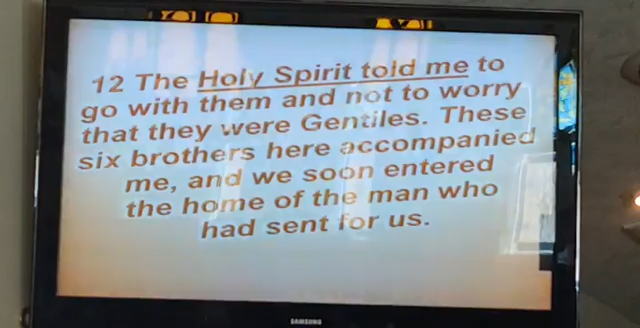 12 The Holy Spirit told me to
go with them and not to worry
that they were Gentiles. These
six brothers here accompanied
me, and we soon entered
the home of the man who
had sent for us.
SAMSUNG